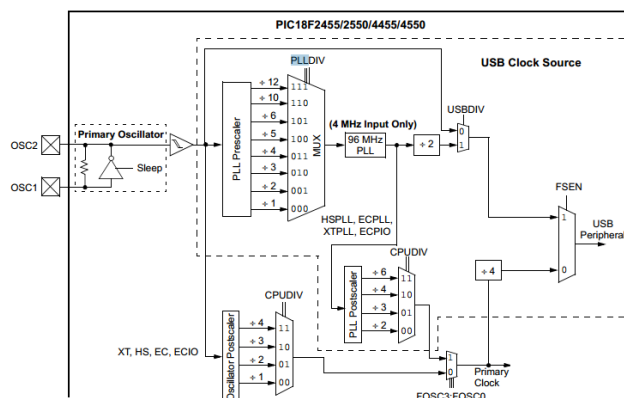 PIC18F2455/2550/4455/4550
USB Clock Source
PLLDIV
PLL Prescaler
÷ 12
÷ 10
÷ 6
÷ 5
÷ 4
÷ 3
÷ 2
÷ 1
111
110
101
100
011
010
001
000
MUX
(4 MHz Input Only)
96 MHz
PLL
÷ 2
USBDIV
0
1
Primary Oscillator
OSC2
OSC1
Sleep
FSEN
1
0
USB
Peripheral
HSPLL, ECPLL,
XTPLL, ECPIO
CPUDIV
PLL Postscaler
÷ 6
÷ 4
÷ 3
÷ 2
11
10
01
00
÷ 4
CPUDIV
Oscillator Postscaler
÷ 4
÷ 3
÷ 2
÷ 1
11
10
01
00
XT, HS, EC, ECIO
1
0
Primary
Clock
FOSC3:FOSC0